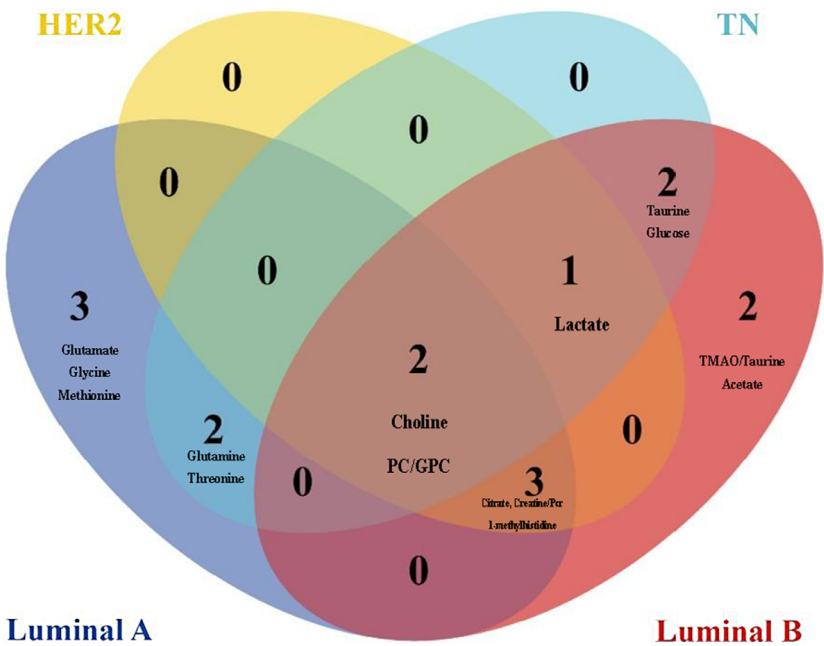 HER2
TN
0
0
0
0
2
Taurine
Glucose
0
1
Lactate
3
Glutamate
Glycine
Methionine
2
TMAO/Taurine
Acetate
2
Choline
PC/GPC
2
Glutamine
Threonine
0
0
3
Citrate, Creatine/Pcr
1-methylhistidine
0
Luminal A
Luminal B